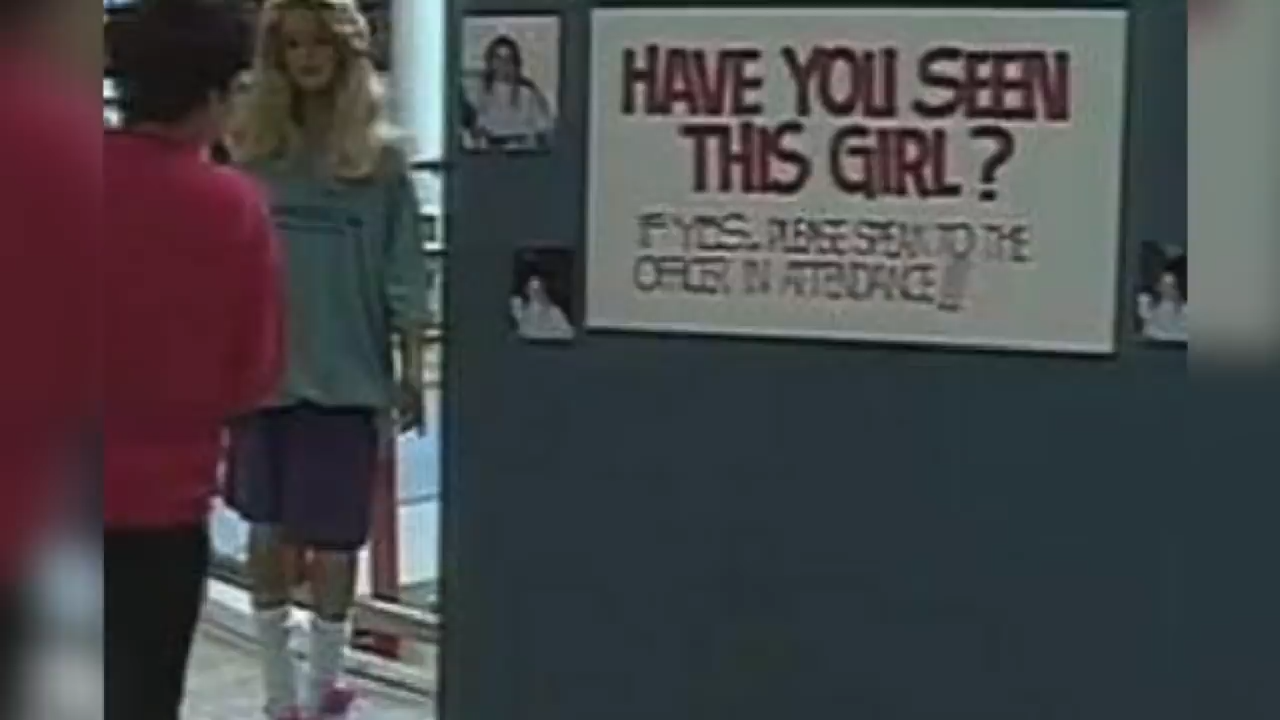 HAVE YOU SEEN
THIS GIRL?
IF YES.. PLEASE SPEAK TO THE
OFFICER IN ATTENDANCE!!